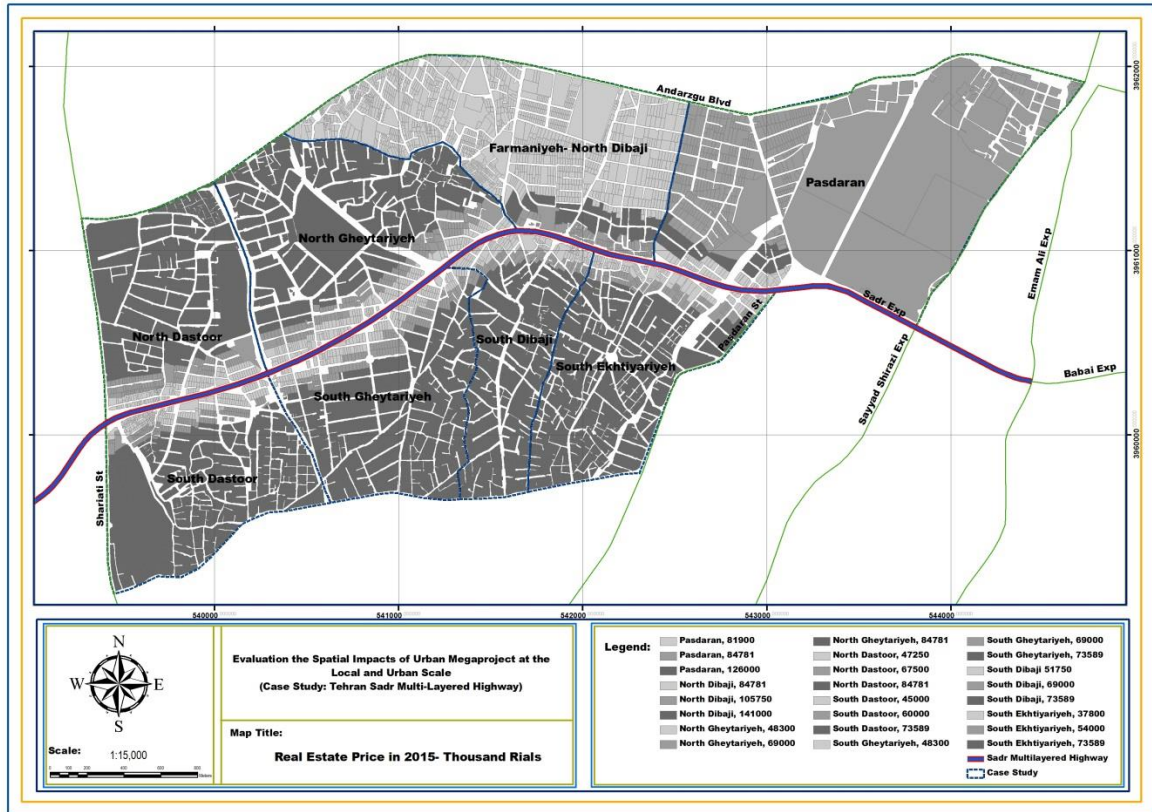 Andarzgu Blvd
Farmaniyeh- North Dibaji
Pasdaran
North Gheytariyeh
North Dastoor
South Dibaji
South Ekhtiyariyeh
South Gheytariyeh
South Dastoor
Shariati St
Pasdaran St
Sadr Exp
Sayyad Shirazi Exp
Emam Ali Exp
Babai Exp
3962000
3961000
3960000
540000
541000
542000
543000
544000
N
W E
S
Scale:
1:15,000
Evaluation the Spatial Impacts of Urban Megaproject at the
Local and Urban Scale
(Case Study: Tehran Sadr Multi-Layered Highway)
Map Title:
Real Estate Price in 2015- Thousand Rials
Legend:
Pasdaran, 81900
Pasdaran, 84781
Pasdaran, 126000
North Dibaji, 84781
North Dibaji, 105750
North Dibaji, 141000
North Gheytariyeh, 48300
North Gheytariyeh, 69000
North Gheytariyeh, 84781
North Dastoor, 47250
North Dastoor, 67500
North Dastoor, 84781
South Dastoor, 45000
South Dastoor, 60000
South Dastoor, 73589
South Gheytariyeh, 48300
South Gheytariyeh, 69000
South Gheytariyeh, 73589
South Dibaji 51750
South Dibaji, 69000
South Dibaji, 73589
South Ekhtiyariyeh, 37800
South Ekhtiyariyeh, 54000
South Ekhtiyariyeh, 73589
Sadr Multilayered Highway
Case Study